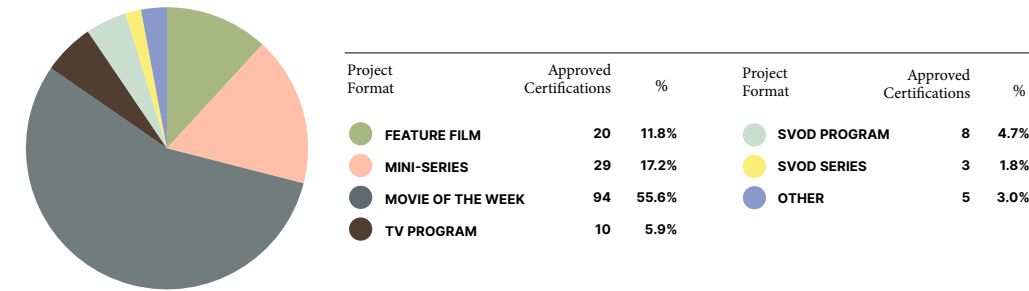 Project Format Approved Certifications %
FEATURE FILM 20 11.8%
MINI-SERIES 29 17.2%
MOVIE OF THE WEEK 94 55.6%
TV PROGRAM 10 5.9%
Project Format Approved Certifications %
SVOD PROGRAM 8 4.7%
SVOD SERIES 3 1.8%
OTHER 5 3.0%